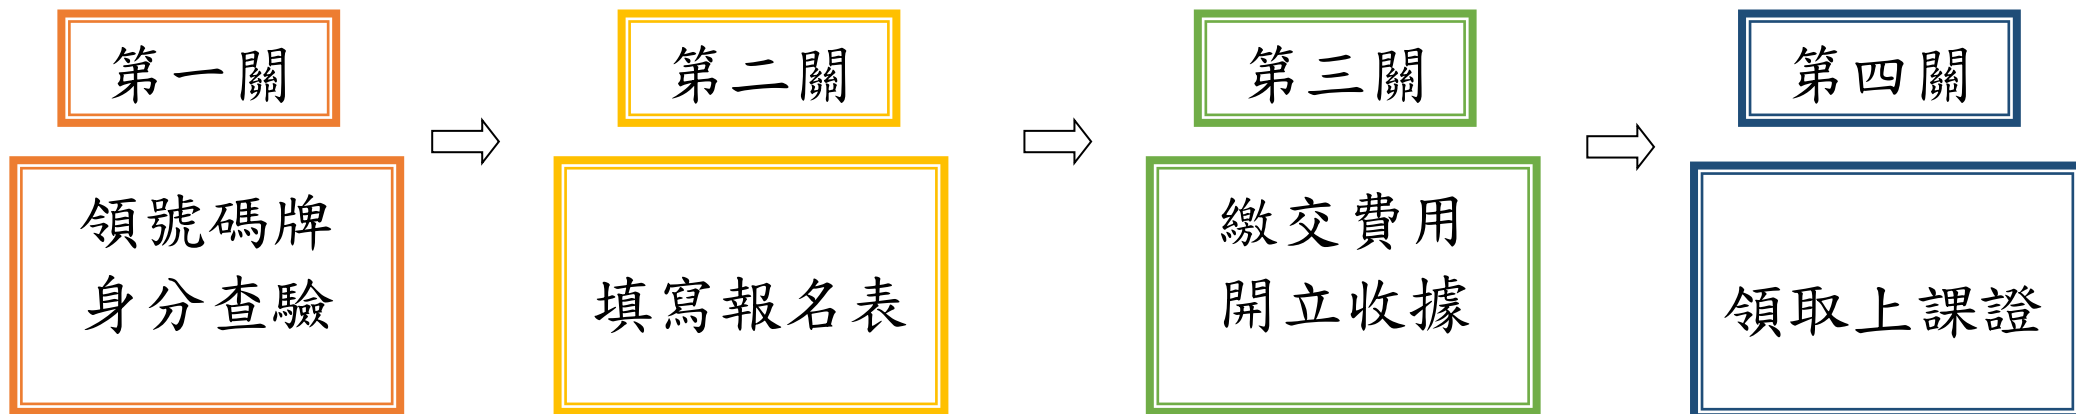 第一關
領號碼牌
身分查驗
第二關
填寫報名表
第三關
繳交費用
開立收據
第四關
領取上課證